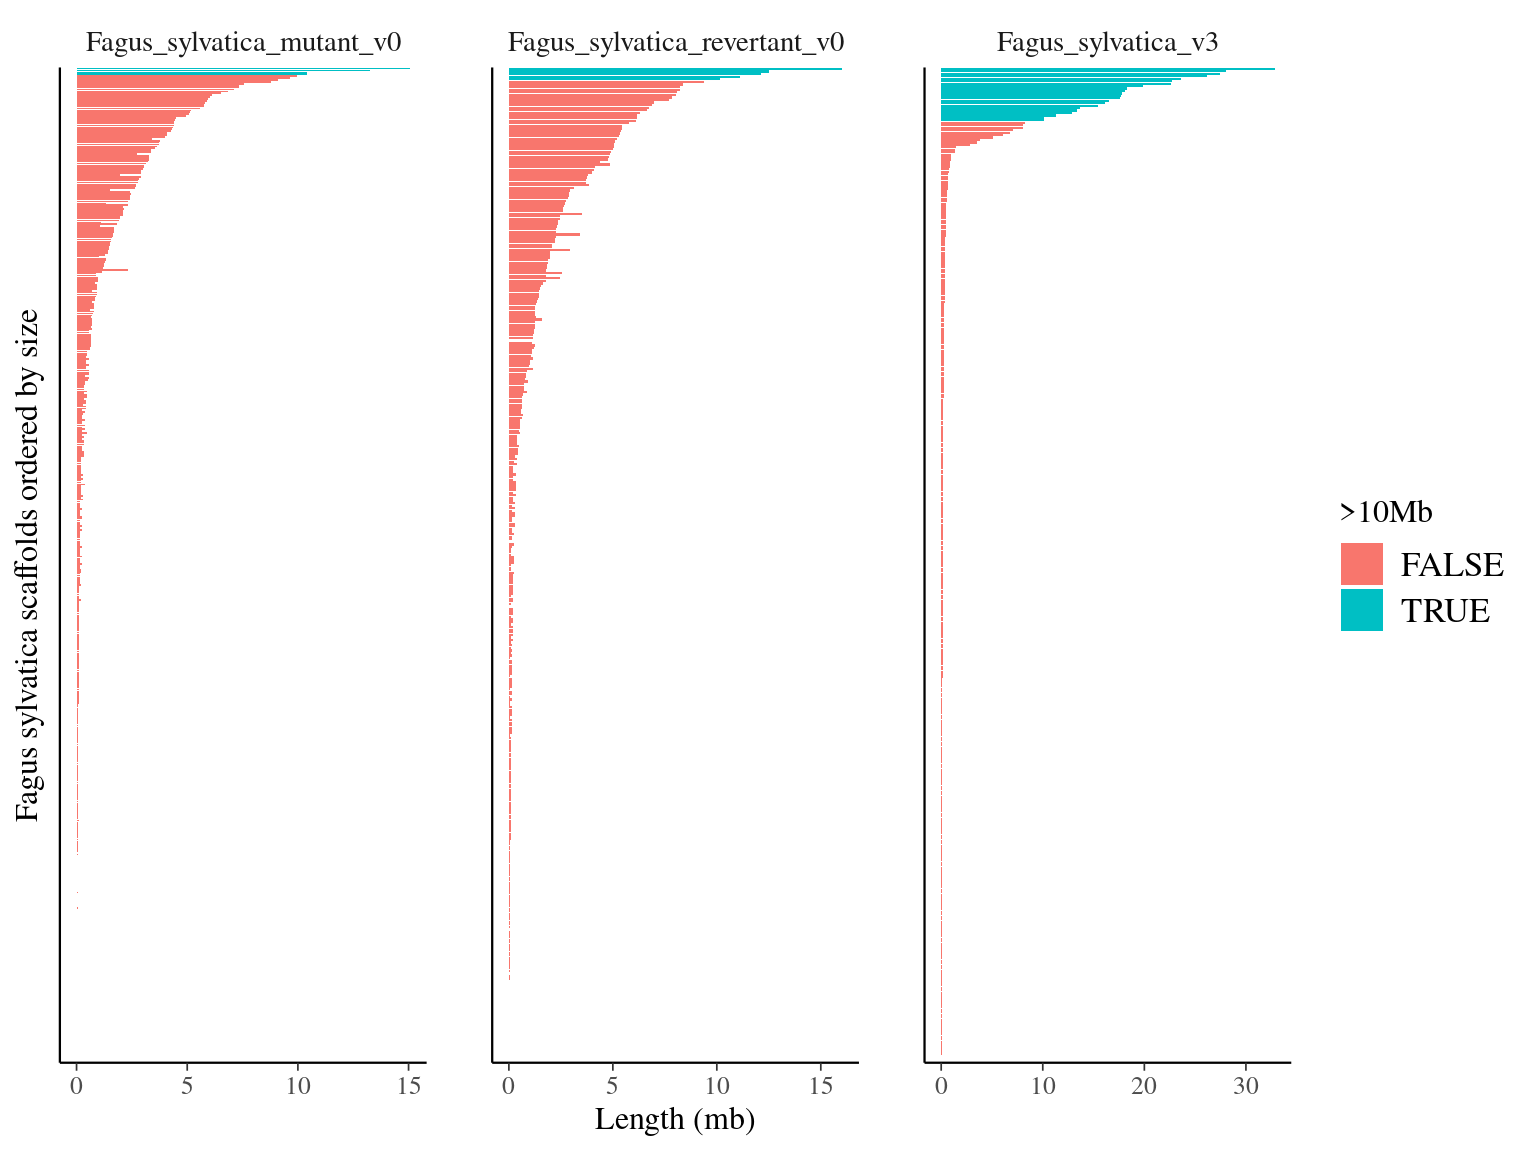 Fagus_sylvatica_mutant_v0
Fagus_sylvatica_revertant_v0
Fagus_sylvatica_v3
Fagus sylvatica scaffolds ordered by size
>10Mb
FALSE
TRUE
0 5 10 15
0 5 10 15
0 10 20 30
Length (mb)